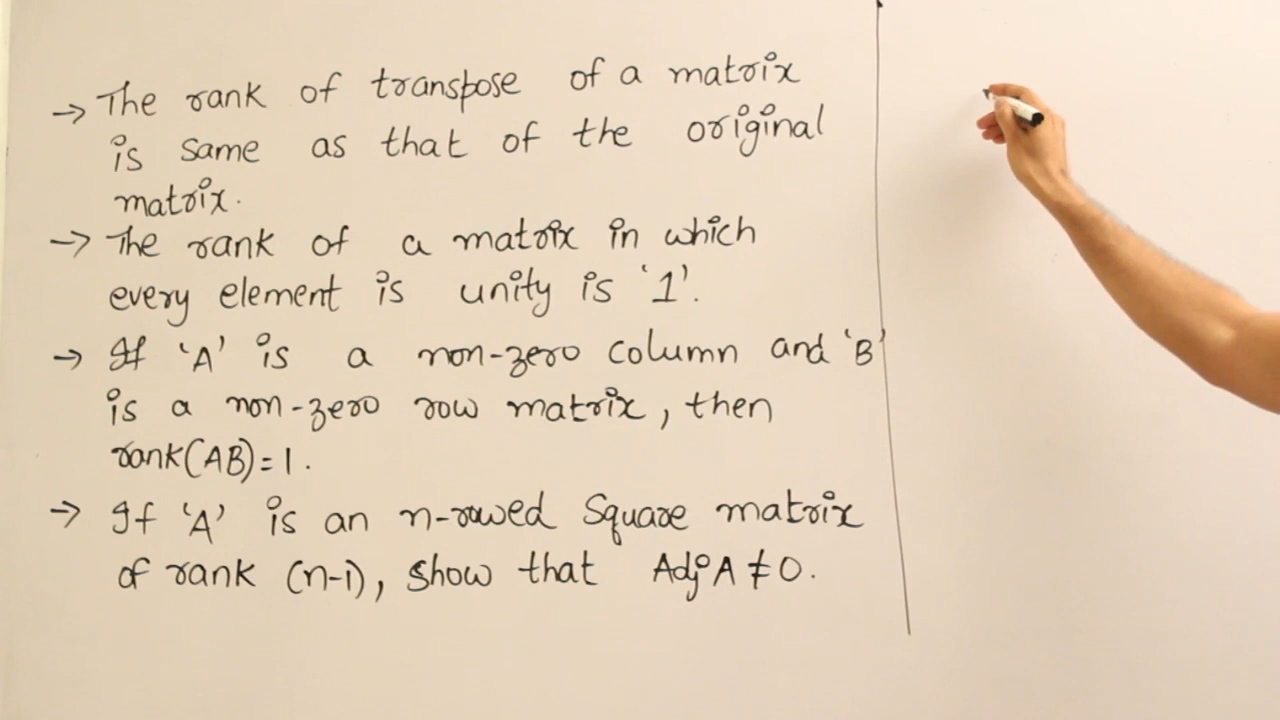 → The rank of transpose of a matrix
is same as that of the original
matrix.
→ The rank of a matrix in which
every element is unity is '1'.
→ If 'A' is a non-zero column and 'B'
is a non-zero row matrix, then
rank(AB)=1.
→ If 'A' is an n-rowed Square matrix
of rank (n-1), show that Adj A ≠ 0.